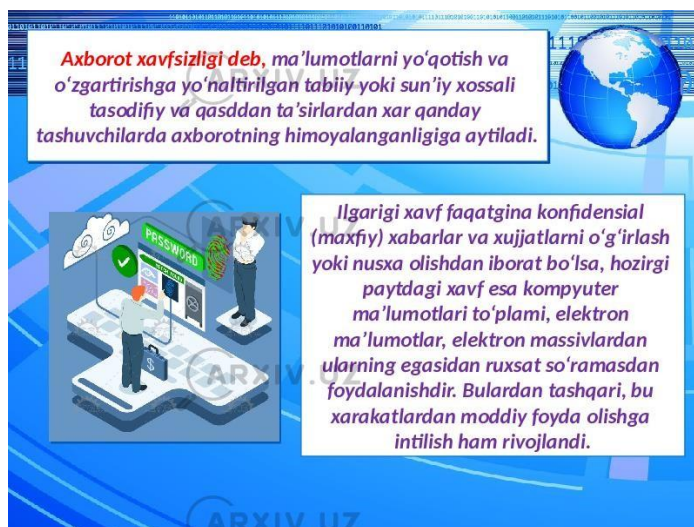 Axborot xavfsizligi deb, ma’lumotlarni yo‘qotish va
o‘zgartirishga yo‘naltirilgan tabiiy yoki sun’iy xossali
tasodifiy va qasddan ta’sirlardan xar qanday
tashuvchilarda axborotning himoyalanganligiga aytiladi.
ARXIV.UZ
Ilgarigi xavf faqatgina konfidensial
(maxfiy) xabarlar va xujjatlarni o‘g‘irlash
yoki nusxa olishdan iborat bo‘lsa, hozirgi
paytdagi xavf esa kompyuter
ma’lumotlari to‘plami, elektron
ma’lumotlar, elektron massivlardan
ularning egasidan ruxsat so‘ramasdan
foydalanishdir. Bulardan tashqari, bu
xarakatlardan moddiy foyda olishga
intilish ham rivojlandi.
ARXIV.UZ
PASSWORD
ARXIV.UZ
ARXIV.UZ